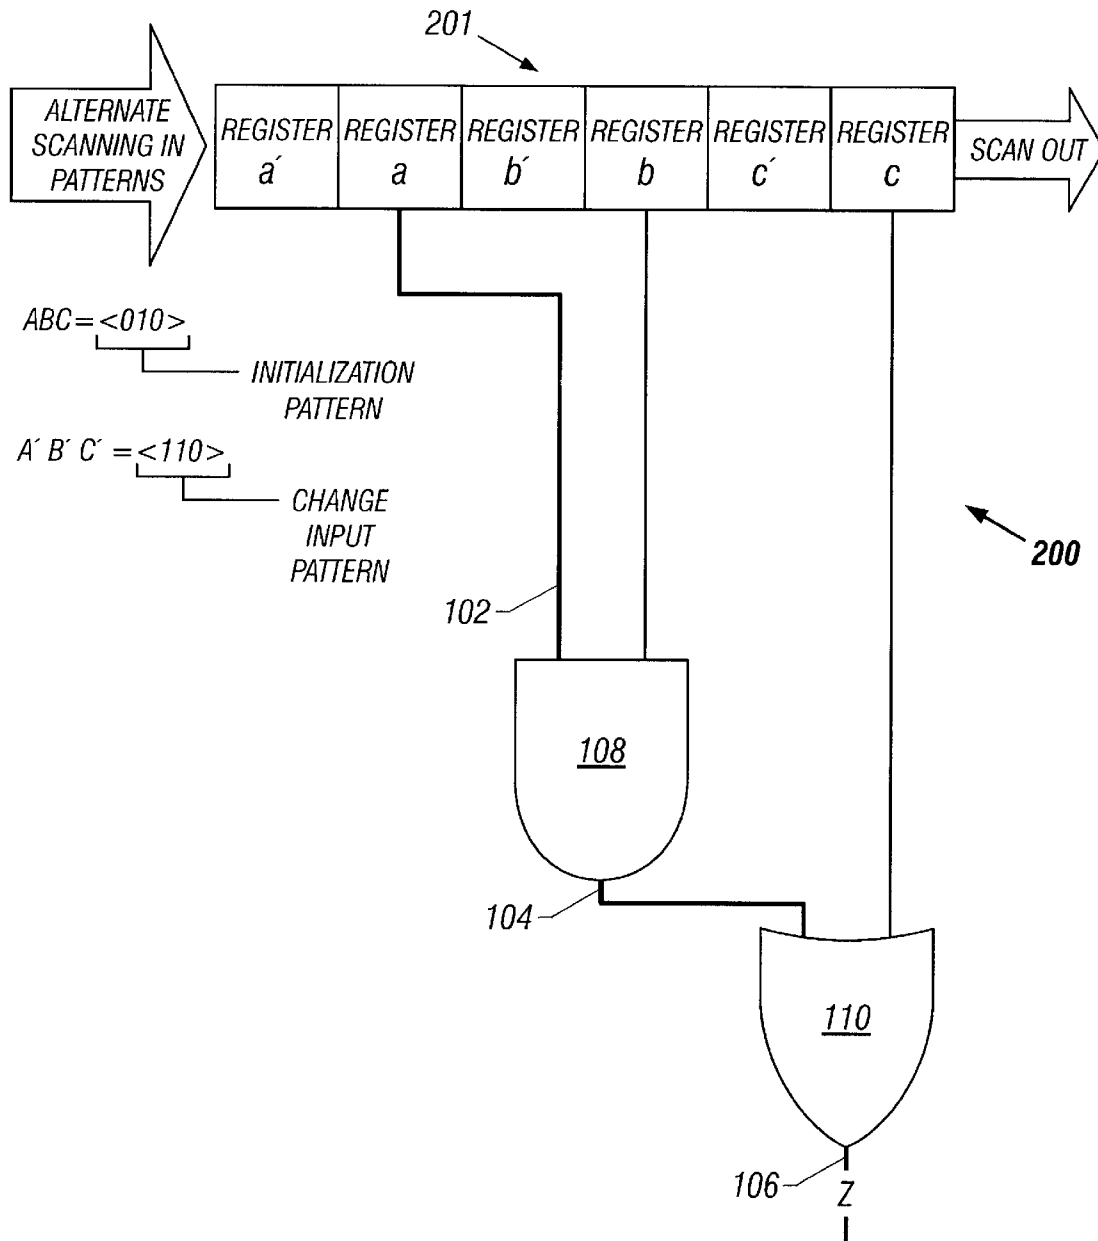 201
ALTERNATE
SCANNING IN
PATTERNS
REGISTER
a´
REGISTER
a
REGISTER
b´
REGISTER
b
REGISTER
c´
REGISTER
c
SCAN OUT
ABC=<010>
INITIALIZATION
PATTERN
A´ B´ C´ =<110>
CHANGE
INPUT
PATTERN
200
102
108
104
110
106
Z